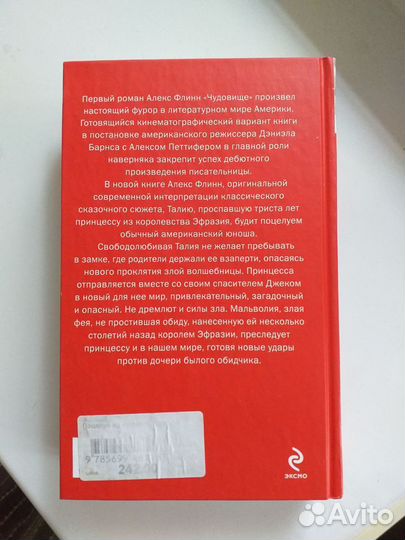 Первый роман Алекс Флинн «Чудовище» произвел
настоящий фурор в литературном мире Америки.
Готовящийся кинематографический вариант книги
в постановке американского режиссера Дэниэла
Барнса с Алексом Петтифером в главной роли
наверняка закрепит успех дебютного
произведения писательницы.
В новой книге Алекс Флинн, оригинальной
современной интерпретации классического
сказочного сюжета, Талию, проспавшую триста лет
принцессу из королевства Эфразия, будит поцелуем
обычный американский юноша.
Свободолюбивая Талия не желает пребывать
в замке, где родители держали ее взаперти, опасаясь
нового проклятия злой волшебницы. Принцесса
отправляется вместе со своим спасителем Джеком
в новый для нее мир, привлекательный, загадочный
и опасный. Не дремлют и силы зла. Мальволия, злая
фея, не простившая обиду, нанесенную ей несколько
столетий назад королем Эфразии, преследует
принцессу и в нашем мире, готовя новые удары
против дочери былого обидчика.
9 785699
242
ЭКСМО
Avito